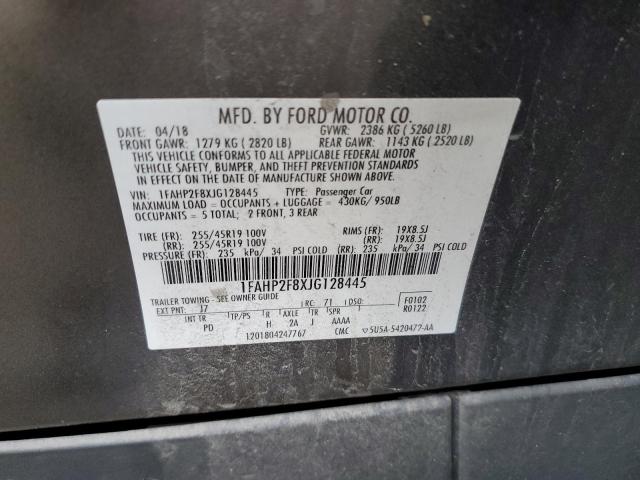 MFD. BY FORD MOTOR CO.
DATE: 04/18 GVWR: 2386 KG ( 5260 LB)
FRONT GAWR: 1279 KG ( 2820 LB) REAR GAWR: 1143 KG ( 2520 LB)
THIS VEHICLE CONFORMS TO ALL APPLICABLE FEDERAL MOTOR
VEHICLE SAFETY, BUMPER, AND THEFT PREVENTION STANDARDS
IN EFFECT ON THE DATE OF MANUFACTURE SHOWN ABOVE.
VIN: 1FAHP2F8XJG128445 TYPE: Passenger Car
MAXIMUM LOAD = OCCUPANTS + LUGGAGE = 430KG/ 950LB
OCCUPANTS = 5 TOTAL; 2 FRONT, 3 REAR
TIRE (FR): 255/45R19 100V RIMS (FR): 19X8.5J
(RR): 255/45R19 100V (RR): 19X8.5J
PRESSURE (FR): 235 kPa/ 34 PSI COLD (RR): 235 kPa/ 34 PSI COLD
1FAHP2F8XJG128445
TRAILER TOWING - SEE OWNER GUIDE
EXT PNT: J7 RC: 71 DSO: F0102
R0122
INT TR TP/PS R AXLE TR SPR
PD H 2A J AAAA
1201804247767 CMC 5U5A-5420472-AA